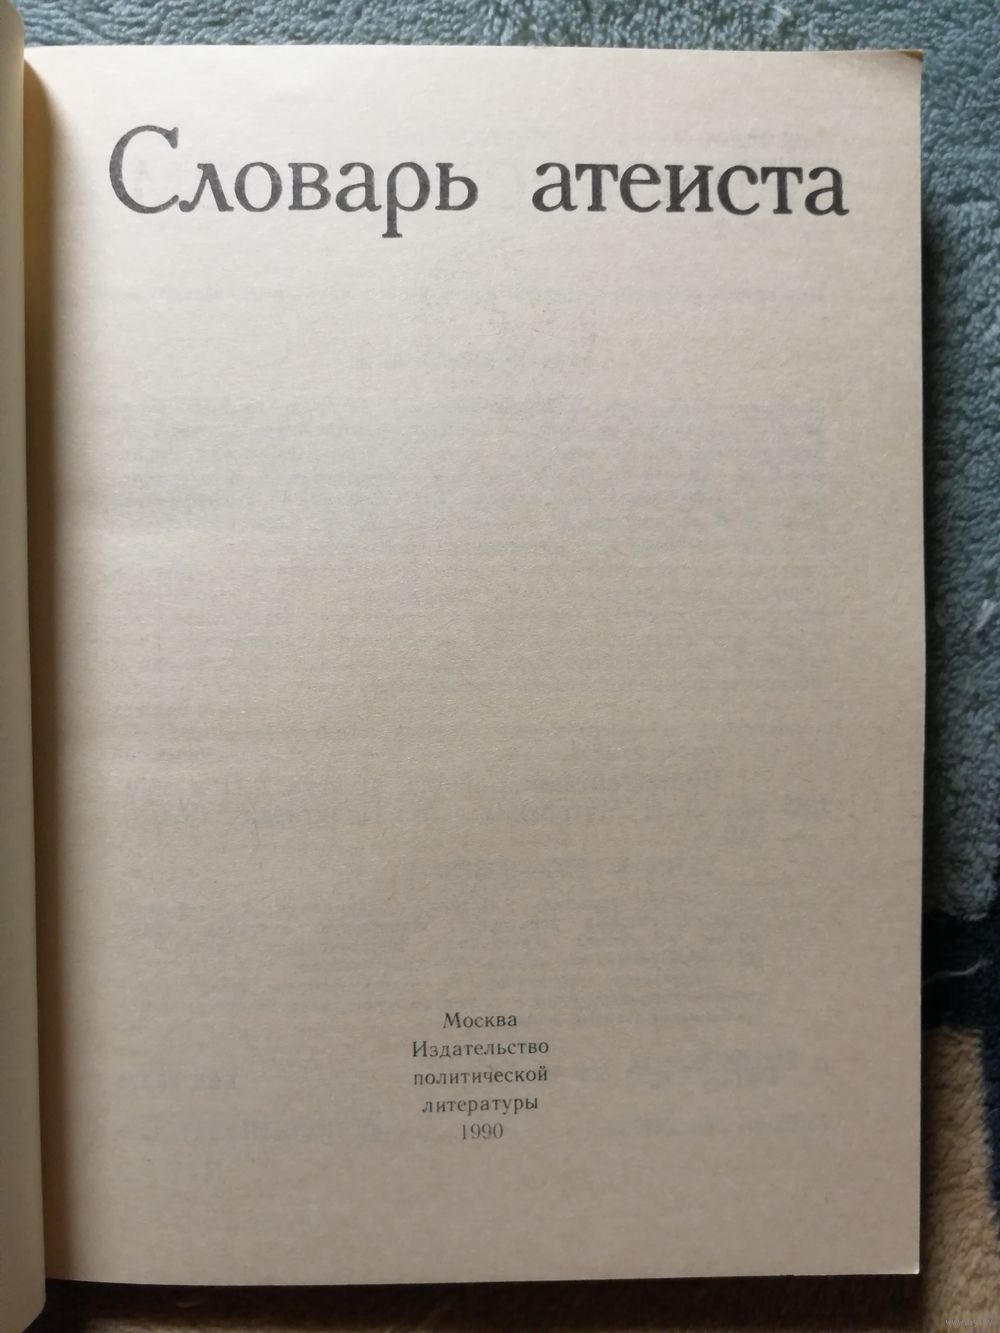 Словарь атеиста
Москва
Издательство
политической
литературы
1990